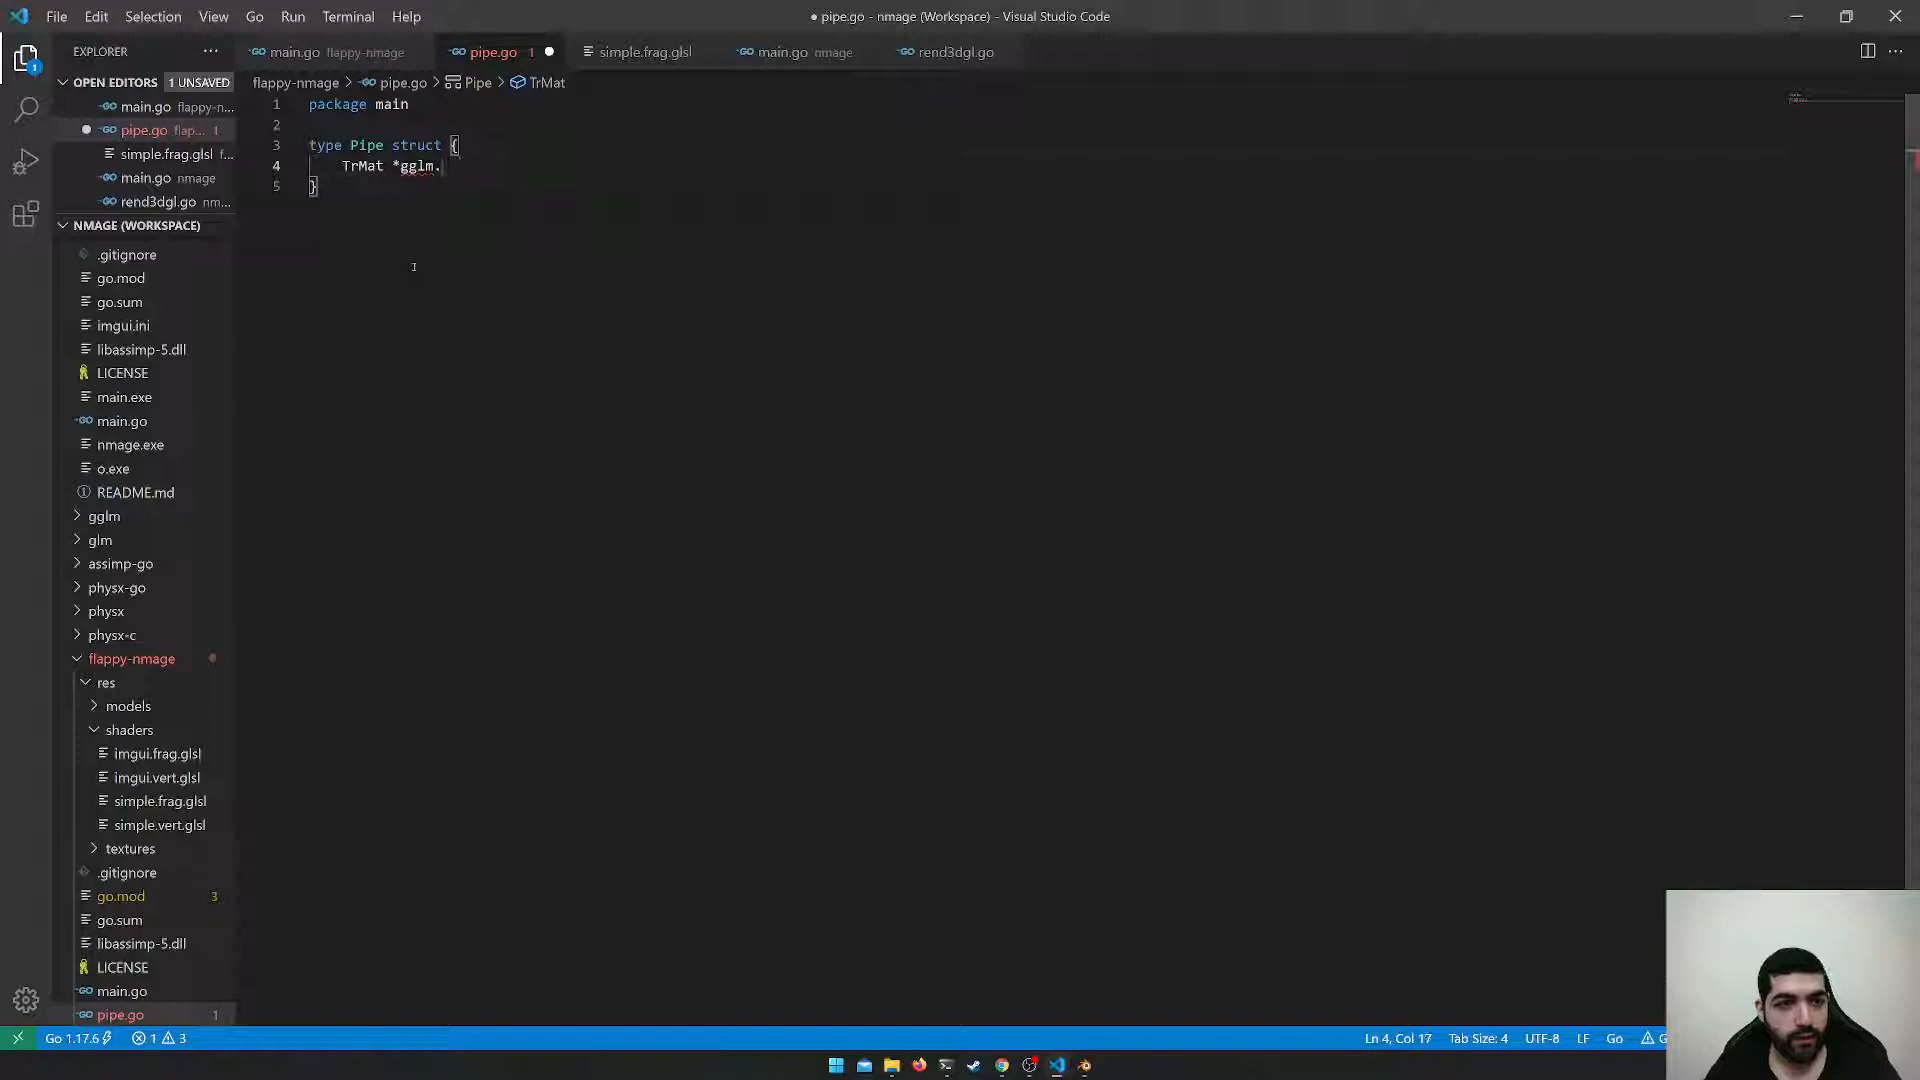 File Edit Selection View Go Run Terminal Help
● pipe.go - nmage (Workspace) - Visual Studio Code
EXPLORER
main.go flappy-nmage
pipe.go 1
simple.frag.glsl
main.go nmage
rend3dgl.go
OPEN EDITORS 1 UNSAVED
main.go flappy-n...
pipe.go flap... 1
simple.frag.glsl f...
main.go nmage
rend3dgl.go nm...
flappy-nmage > pipe.go > Pipe > TrMat
1 package main
2
3 type Pipe struct {
4 TrMat *gglm.
5 }
NMAGE (WORKSPACE)
.gitignore
go.mod
go.sum
imgui.ini
libassimp-5.dll
LICENSE
main.exe
main.go
nmage.exe
o.exe
README.md
gglm
glm
assimp-go
physx-go
physx
physx-c
flappy-nmage
res
models
shaders
imgui.frag.glsl
imgui.vert.glsl
simple.frag.glsl
simple.vert.glsl
textures
.gitignore
go.mod 3
go.sum
libassimp-5.dll
LICENSE
main.go
pipe.go 1
Go 1.17.6 1 3
Ln 4, Col 17 Tab Size: 4 UTF-8 LF Go G